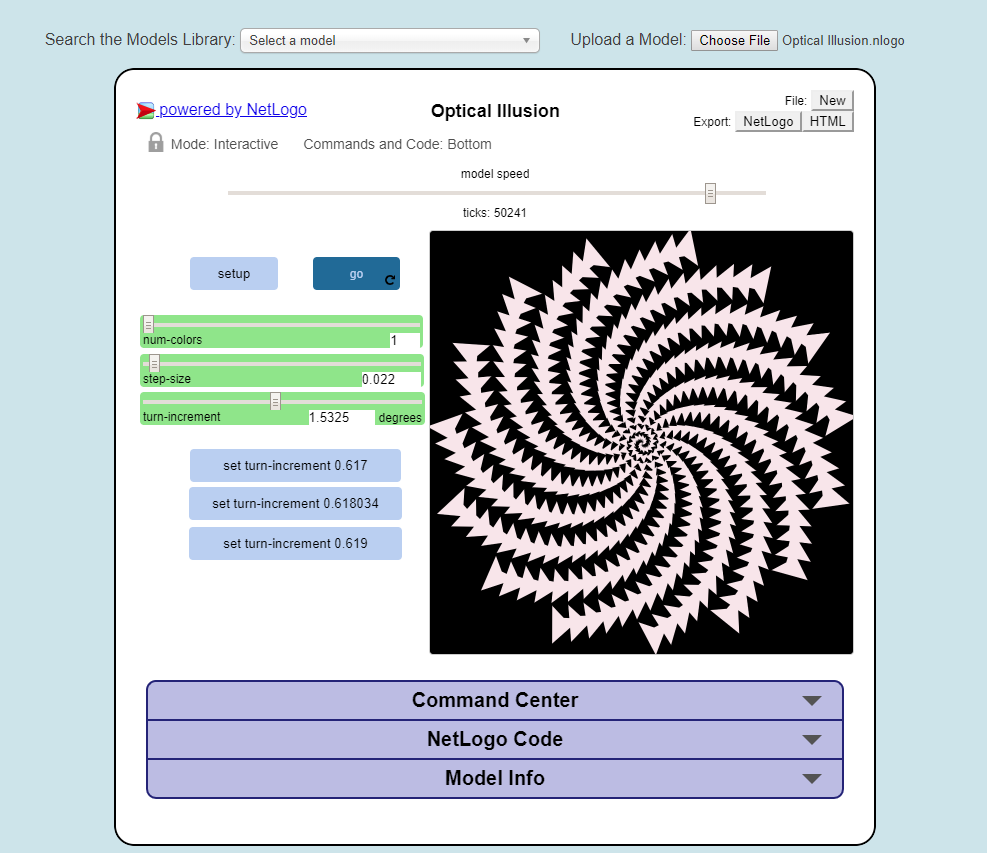 Search the Models Library: Select a model Upload a Model: Choose File Optical Illusion.nlogo
powered by NetLogo Optical Illusion File: New
Export: NetLogo HTML
Mode: Interactive Commands and Code: Bottom
model speed
ticks: 50241
setup go
num-colors 1
step-size 0.022
turn-increment 1.5325 degrees
set turn-increment 0.617
set turn-increment 0.618034
set turn-increment 0.619
Command Center
NetLogo Code
Model Info